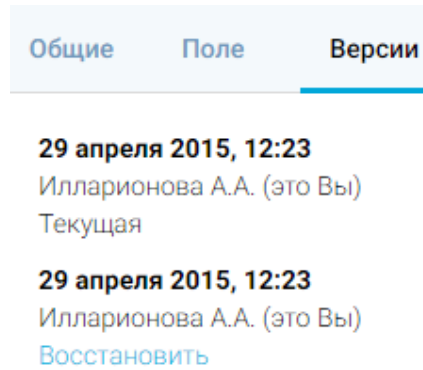 Общие Поле Версии
29 апреля 2015, 12:23
Илларионова А.А. (это Вы)
Текущая
29 апреля 2015, 12:23
Илларионова А.А. (это Вы)
Восстановить